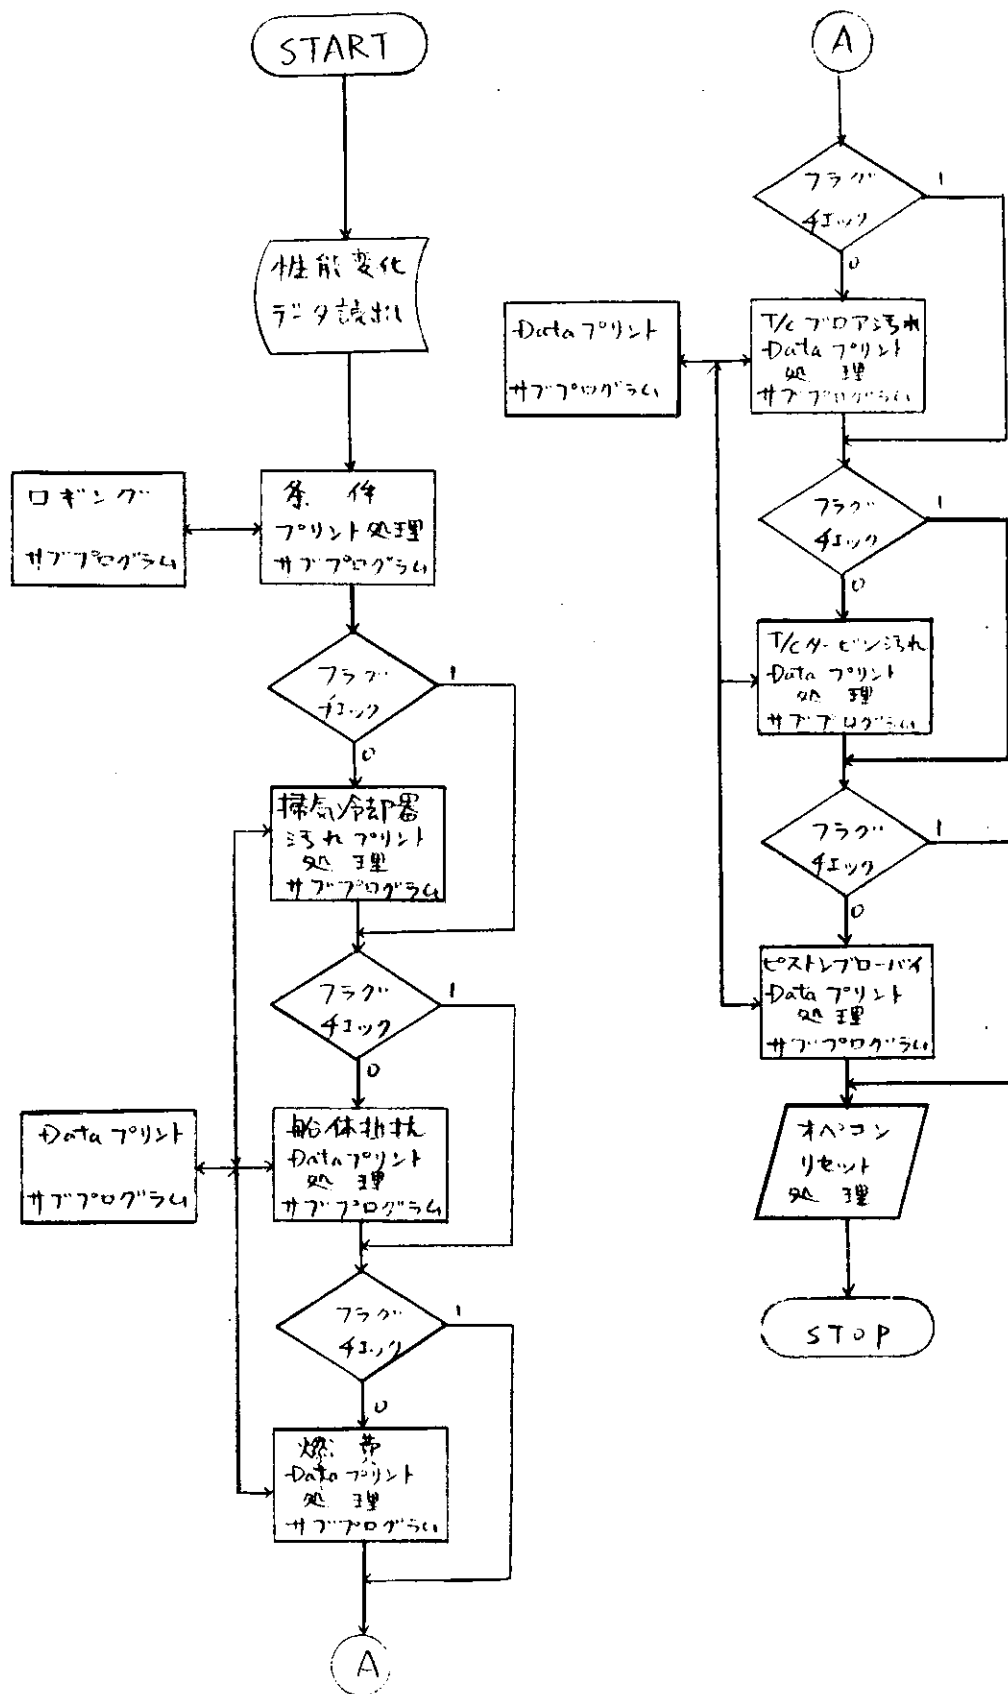 START
性能変化
データ読出し
ロギング
サブプログラム
条件
プリント処理
サブプログラム
フラグ
チェック
1
0
掃気冷却器
汚れプリント
処理
サブプログラム
フラグ
チェック
1
0
Dataプリント
サブプログラム
船体抵抗
Dataプリント
処理
サブプログラム
フラグ
チェック
1
0
燃費
Dataプリント
処理
サブプログラム
A
A
フラグ
チェック
1
0
Dataプリント
サブプログラム
T/Cブロア汚れ
Dataプリント
処理
サブプログラム
フラグ
チェック
1
0
T/Cタービン汚れ
Dataプリント
処理
サブプログラム
フラグ
チェック
1
0
ピストンブローバイ
Dataプリント
処理
サブプログラム
オペコン
リセット
処理
STOP